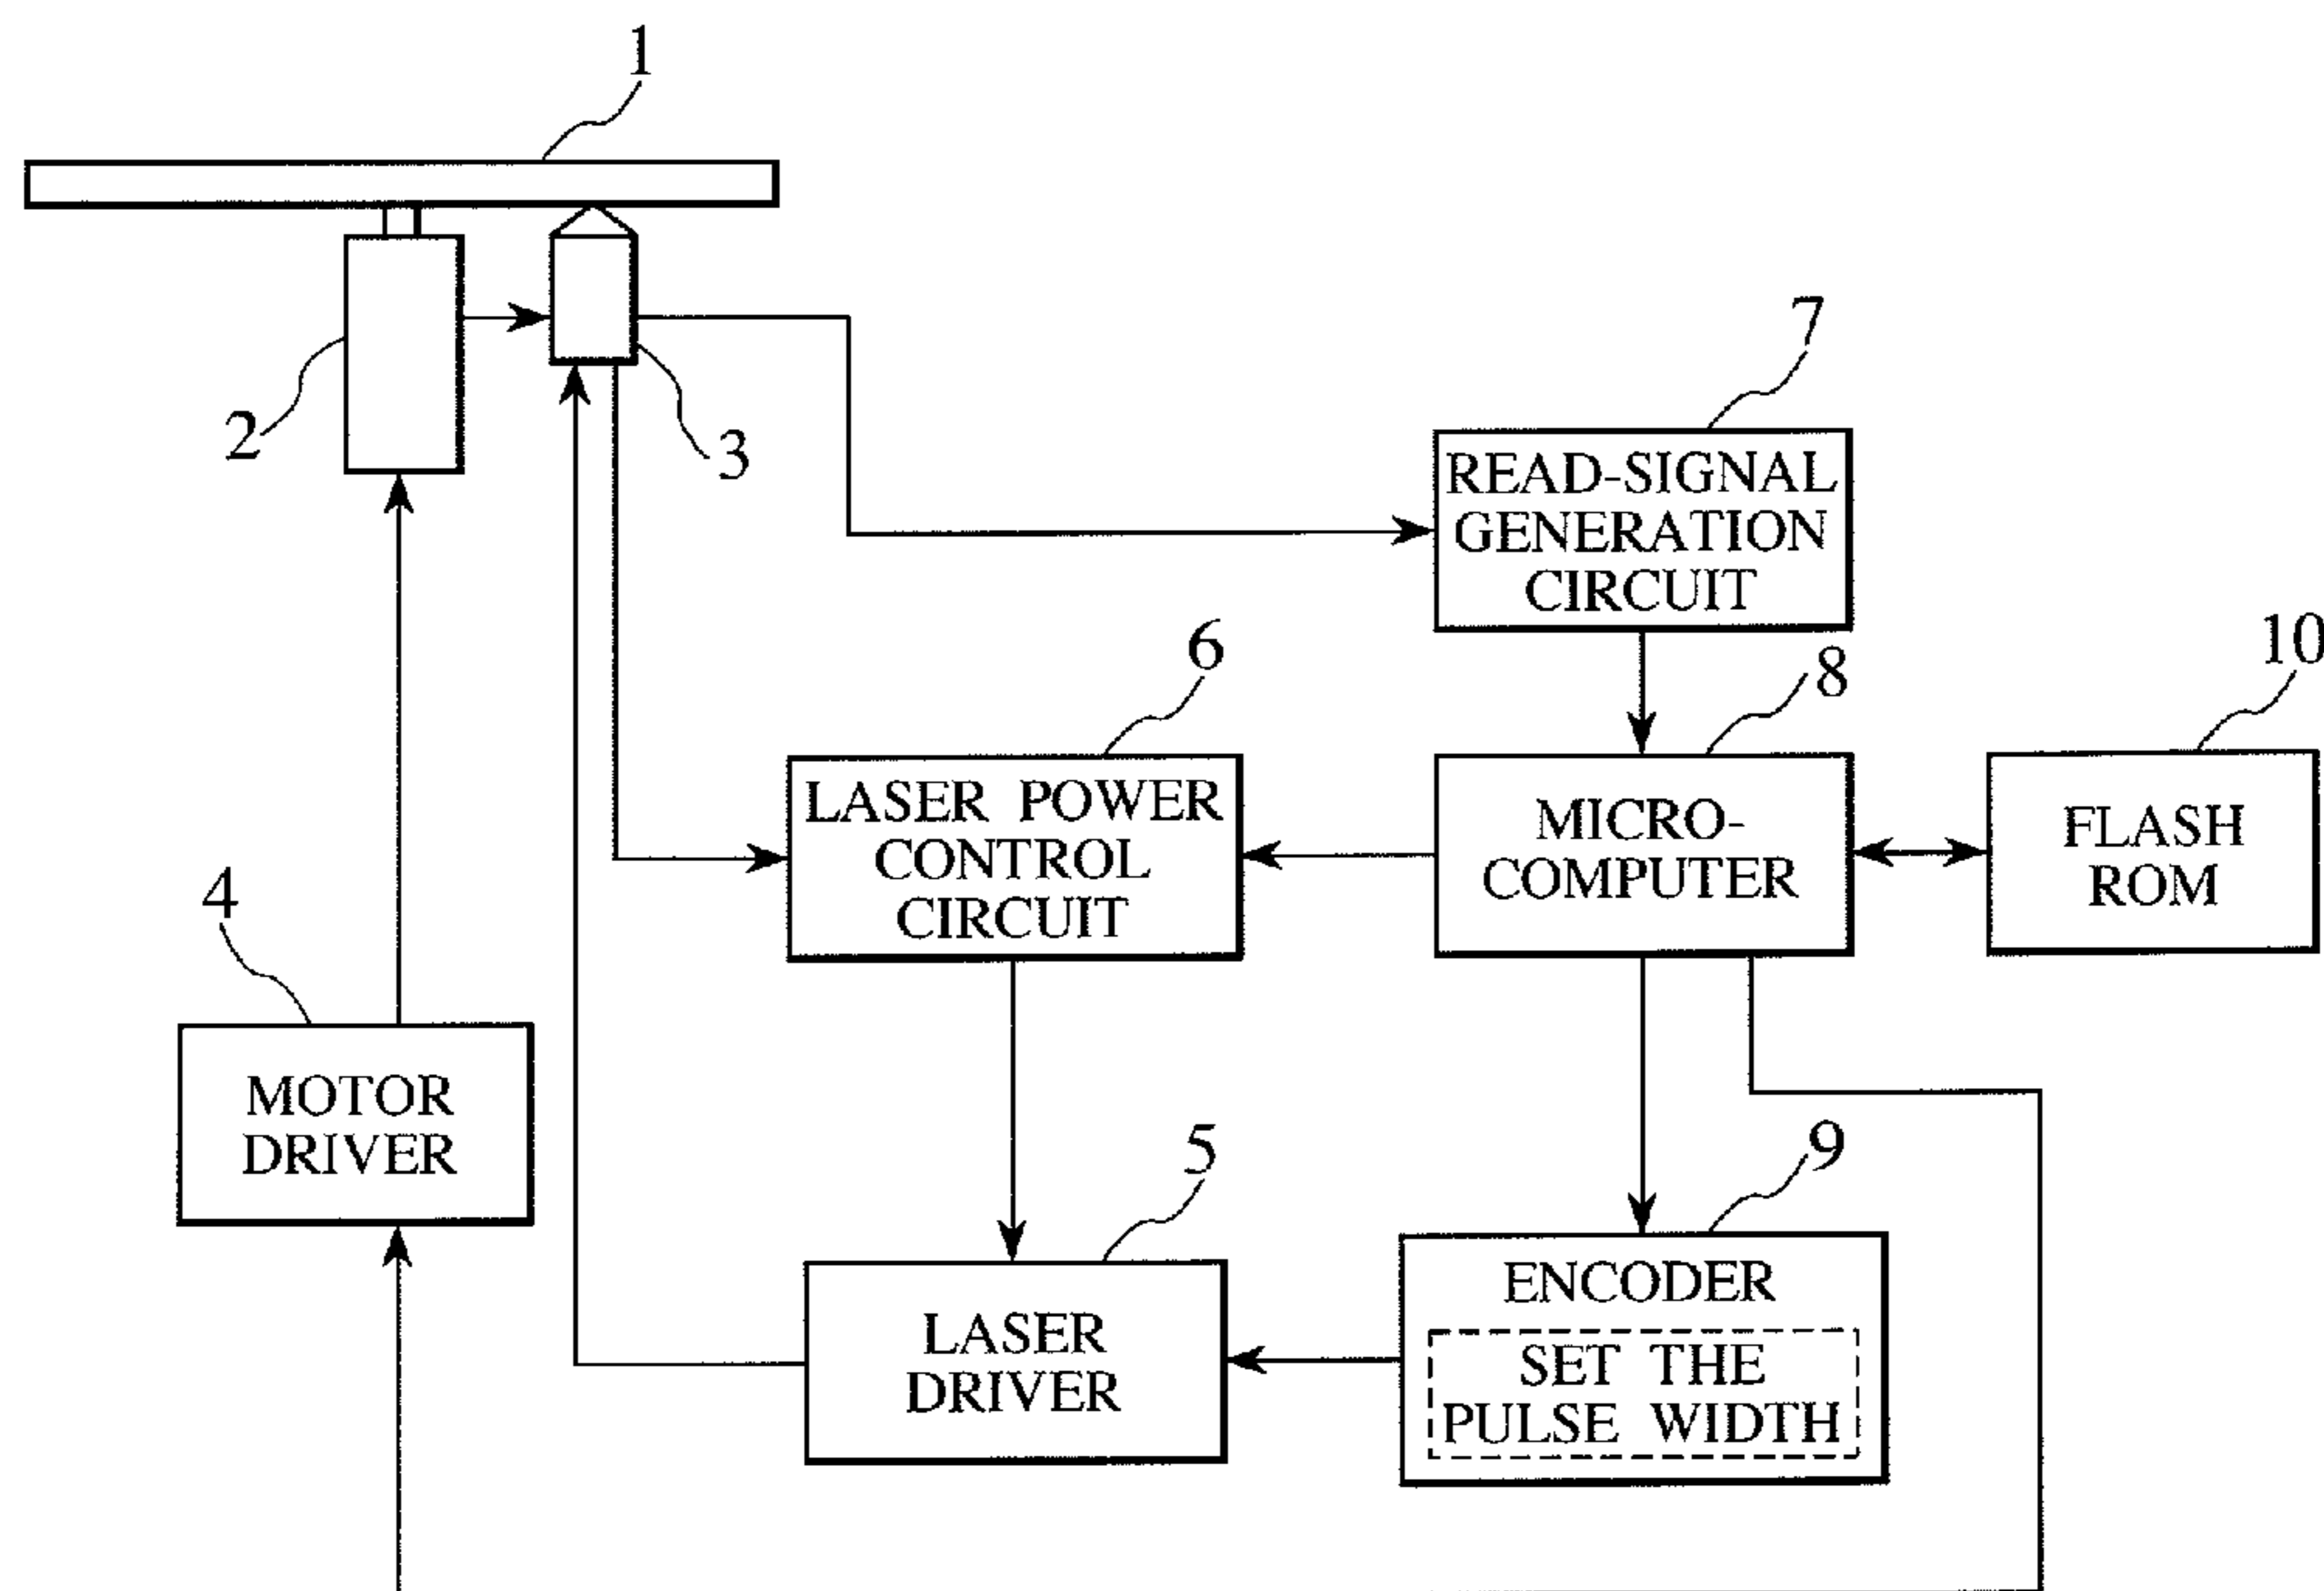 1
2
3
7
READ-SIGNAL
GENERATION
CIRCUIT
6
8
10
LASER POWER
CONTROL
CIRCUIT
MICRO-
COMPUTER
FLASH
ROM
4
MOTOR
DRIVER
5
9
LASER
DRIVER
ENCODER
SET THE
PULSE WIDTH